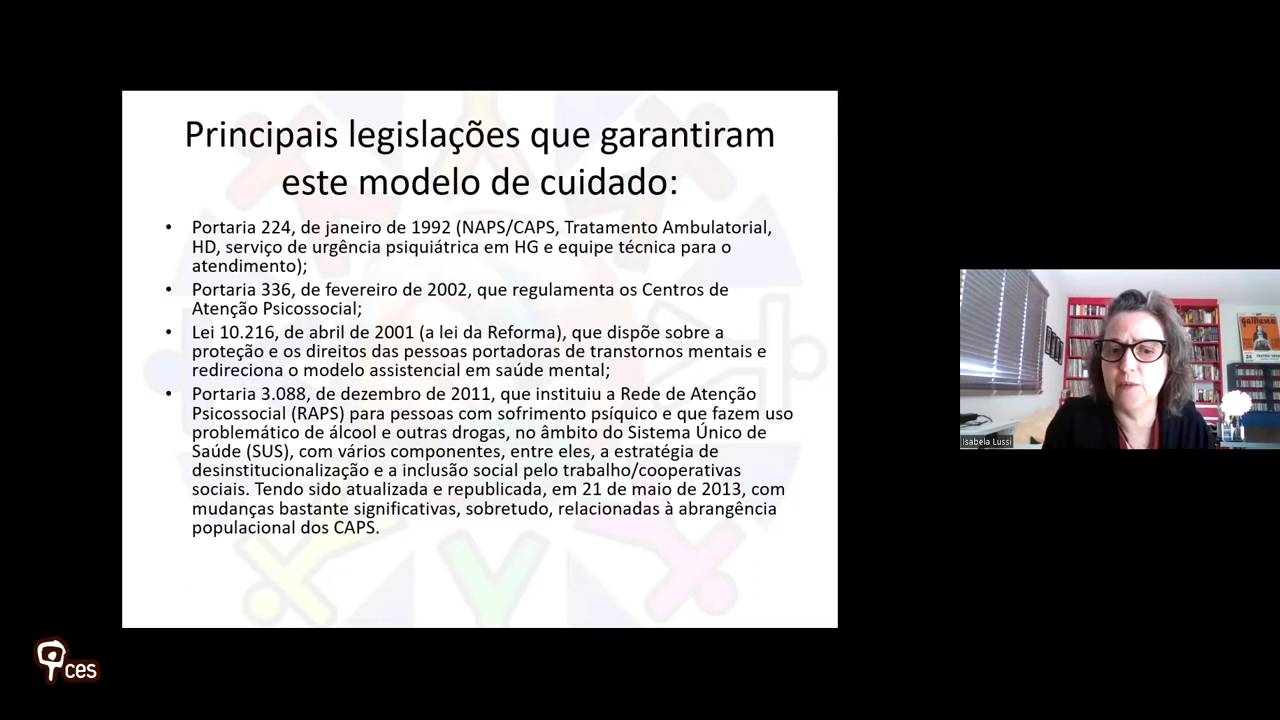 Principais legislações que garantiram
este modelo de cuidado:
• Portaria 224, de janeiro de 1992 (NAPS/CAPS, Tratamento Ambulatorial,
HD, serviço de urgência psiquiátrica em HG e equipe técnica para o
atendimento);
• Portaria 336, de fevereiro de 2002, que regulamenta os Centros de
Atenção Psicossocial;
• Lei 10.216, de abril de 2001 (a lei da Reforma), que dispõe sobre a
proteção e os direitos das pessoas portadoras de transtornos mentais e
redireciona o modelo assistencial em saúde mental;
• Portaria 3.088, de dezembro de 2011, que instituiu a Rede de Atenção
Psicossocial (RAPS) para pessoas com sofrimento psíquico e que fazem uso
problemático de álcool e outras drogas, no âmbito do Sistema Único de
Saúde (SUS), com vários componentes, entre eles, a estratégia de
desinstitucionalização e a inclusão social pelo trabalho/cooperativas
sociais. Tendo sido atualizada e republicada, em 21 de maio de 2013, com
mudanças bastante significativas, sobretudo, relacionadas à abrangência
populacional dos CAPS.
Isabela Lussi
ces